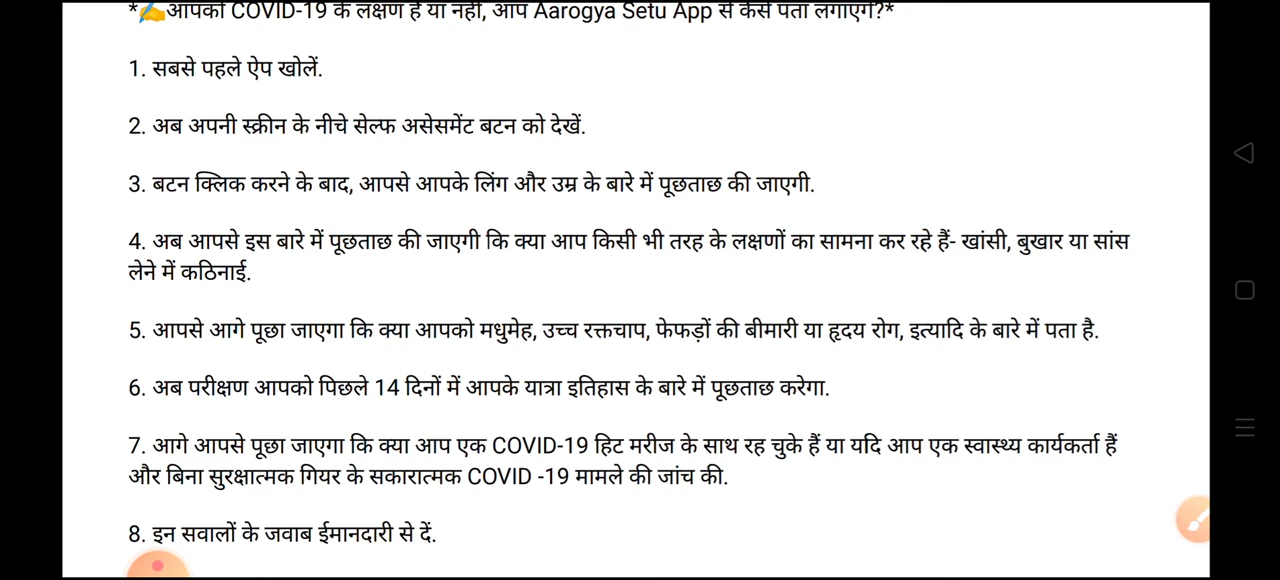 *✍️आपको COVID-19 के लक्षण हैं या नहीं, आप Aarogya Setu App से कैसे पता लगाएंगे?*
1. सबसे पहले ऐप खोलें.
2. अब अपनी स्क्रीन के नीचे सेल्फ असेसमेंट बटन को देखें.
3. बटन क्लिक करने के बाद, आपसे आपके लिंग और उम्र के बारे में पूछताछ की जाएगी.
4. अब आपसे इस बारे में पूछताछ की जाएगी कि क्या आप किसी भी तरह के लक्षणों का सामना कर रहे हैं- खांसी, बुखार या सांस
लेने में कठिनाई.
5. आपसे आगे पूछा जाएगा कि क्या आपको मधुमेह, उच्च रक्तचाप, फेफड़ों की बीमारी या हृदय रोग, इत्यादि के बारे में पता है.
6. अब परीक्षण आपको पिछले 14 दिनों में आपके यात्रा इतिहास के बारे में पूछताछ करेगा.
7. आगे आपसे पूछा जाएगा कि क्या आप एक COVID-19 हिट मरीज के साथ रह चुके हैं या यदि आप एक स्वास्थ्य कार्यकर्ता हैं
और बिना सुरक्षात्मक गियर के सकारात्मक COVID -19 मामले की जांच की.
8. इन सवालों के जवाब ईमानदारी से दें.